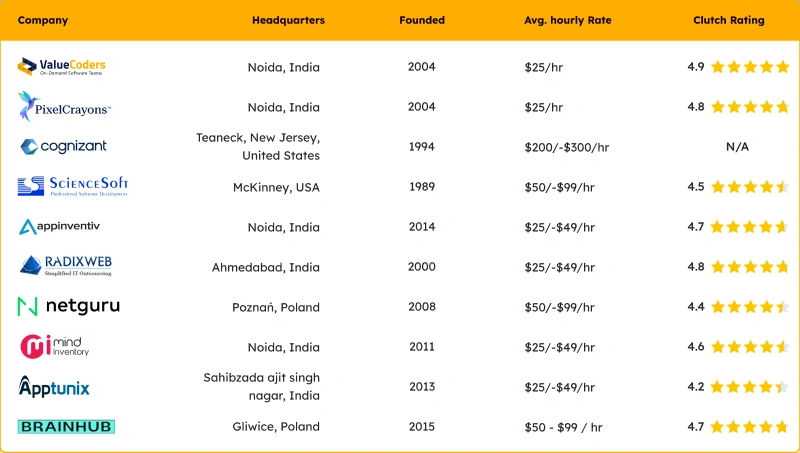 Company Headquarters Founded Avg. hourly Rate Clutch Rating
ValueCoders
On-Demand Software Teams
Noida, India 2004 $25/hr 4.9
PixelCrayons™ Noida, India 2004 $25/hr 4.8
cognizant Teaneck, New Jersey,
United States 1994 $200/-$300/hr N/A
ScienceSoft
Professional Software Development
McKinney, USA 1989 $50/-$99/hr 4.5
appinventiv Noida, India 2014 $25/-$49/hr 4.7
RADIXWEB
Simplified IT Outsourcing
Ahmedabad, India 2000 $25/-$49/hr 4.8
netguru Poznań, Poland 2008 $50/-$99/hr 4.4
mi mind
Inventory
Noida, India 2011 $25/-$49/hr 4.6
Apptunix Sahibzada ajit singh
nagar, India 2013 $25/-$49/hr 4.2
BRAINHUB Gliwice, Poland 2015 $50 - $99 / hr 4.7